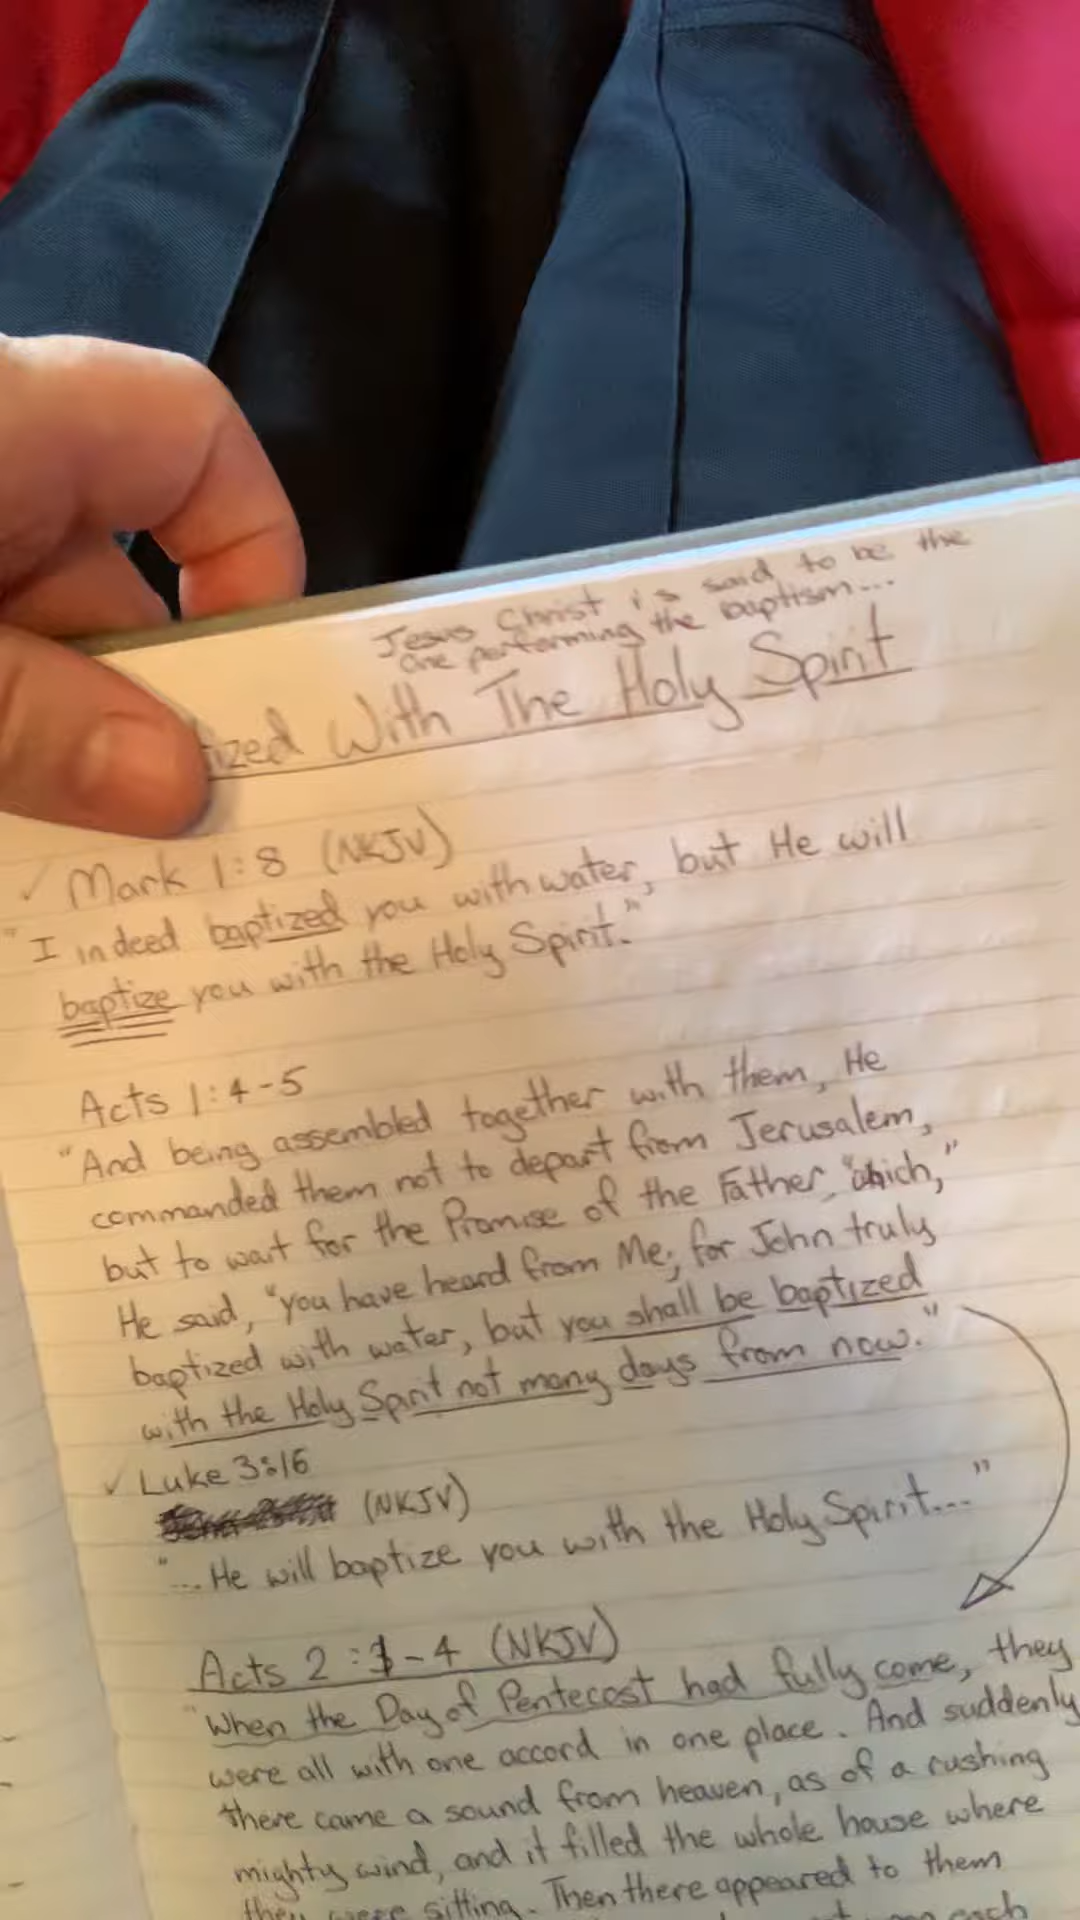 Jesus Christ is said to be the
One performing the baptism...
tized With The Holy Spirit
✓ Mark 1:8 (NKJV)
"I indeed baptized you with water, but He will
baptize you with the Holy Spirit."
Acts 1:4-5
"And being assembled together with them, He
commanded them not to depart from Jerusalem,
but to wait for the Promise of the Father, "which,"
He said, "you have heard from Me; for John truly
baptized with water, but you shall be baptized
with the Holy Spirit not many days from now."
✓ Luke 3:16
(NKJV)
"...He will baptize you with the Holy Spirit..."
Acts 2:1-4 (NKJV)
"When the Day of Pentecost had fully come, they
were all with one accord in one place. And suddenly
there came a sound from heaven, as of a rushing
mighty wind, and it filled the whole house where
they were sitting. Then there appeared to them
each